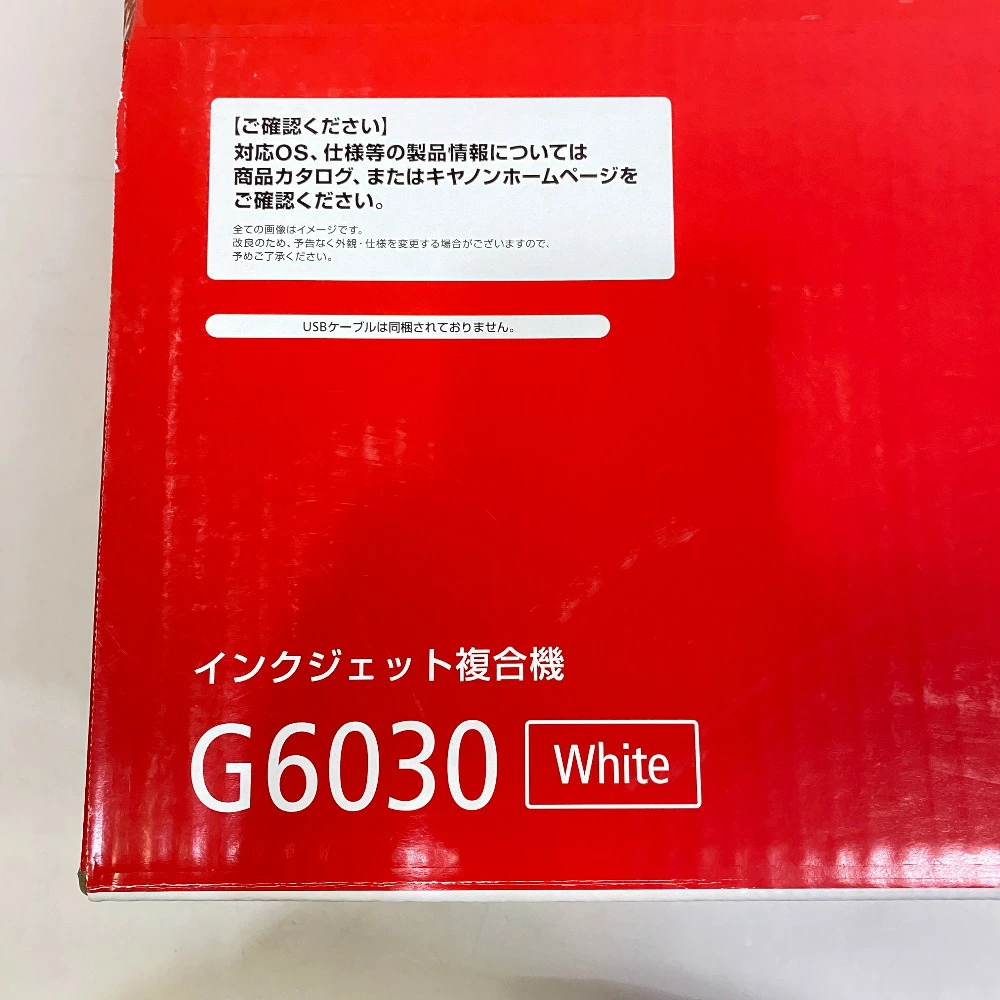 【ご確認ください】
対応OS、仕様等の製品情報については
商品カタログ、またはキヤノンホームページを
ご確認ください。
全ての画像はイメージです。
改良のため、予告なく外観・仕様を変更する場合がございますので、
予めご了承ください。
USBケーブルは同梱されておりません。
インクジェット複合機
G6030 White